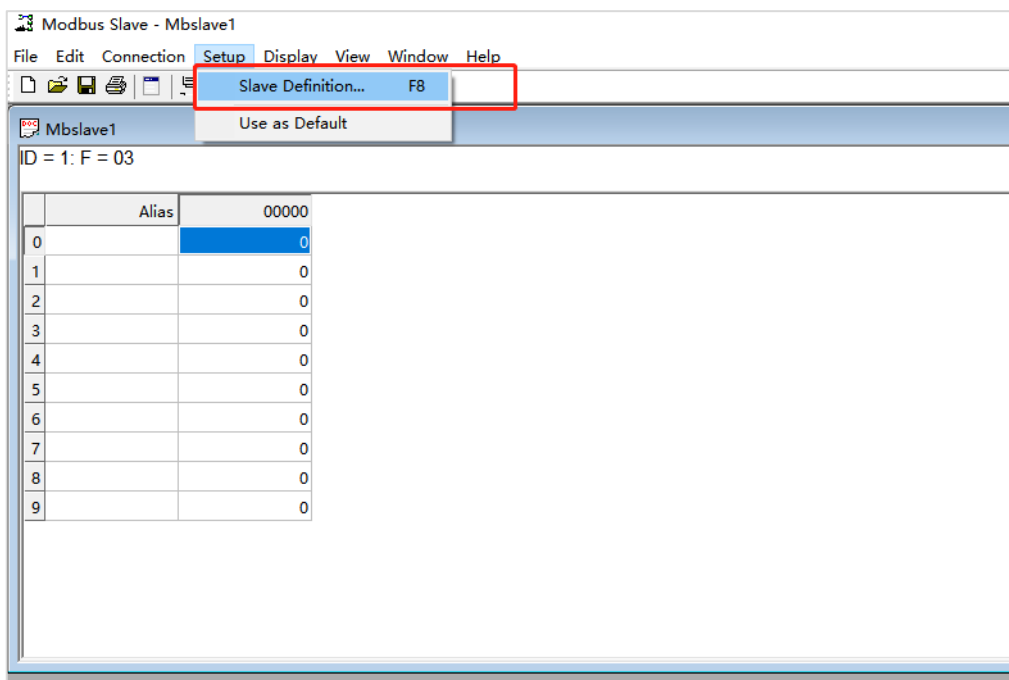 Modbus Slave - Mbslave1
File Edit Connection Setup Display View Window Help
Slave Definition... F8
Use as Default
Mbslave1
ID = 1: F = 03
Alias 00000
0 0
1 0
2 0
3 0
4 0
5 0
6 0
7 0
8 0
9 0